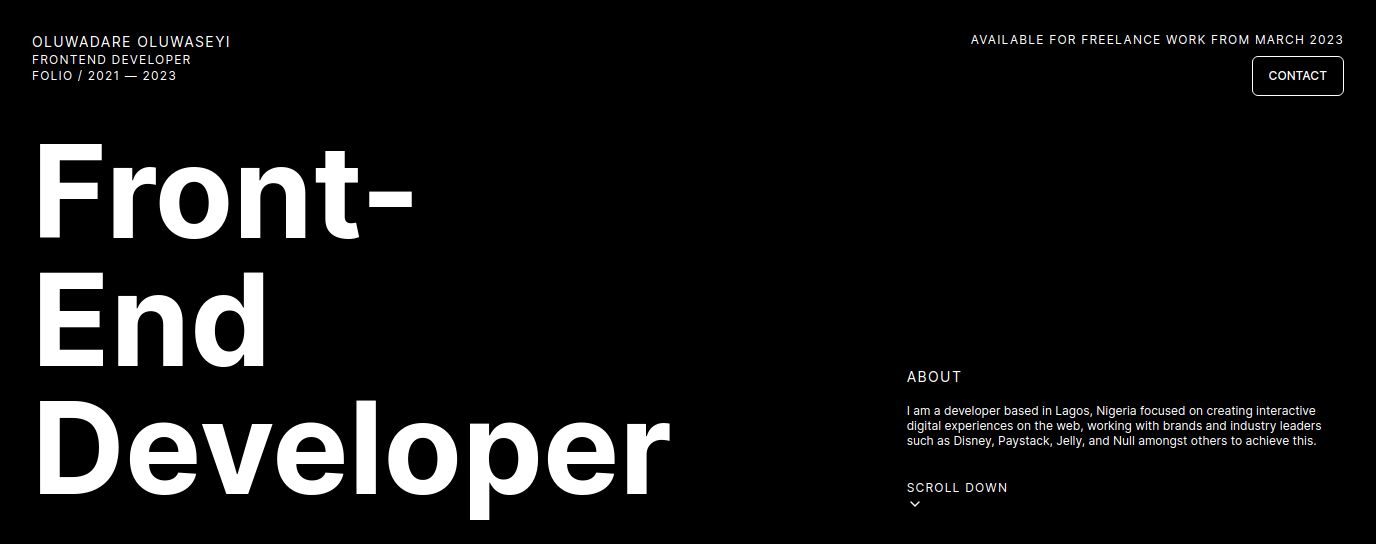 OLUWADARE OLUWASEYI
FRONTEND DEVELOPER
FOLIO / 2021 — 2023
AVAILABLE FOR FREELANCE WORK FROM MARCH 2023
CONTACT
Front-
End
Developer
ABOUT
I am a developer based in Lagos, Nigeria focused on creating interactive
digital experiences on the web, working with brands and industry leaders
such as Disney, Paystack, Jelly, and Null amongst others to achieve this.
SCROLL DOWN